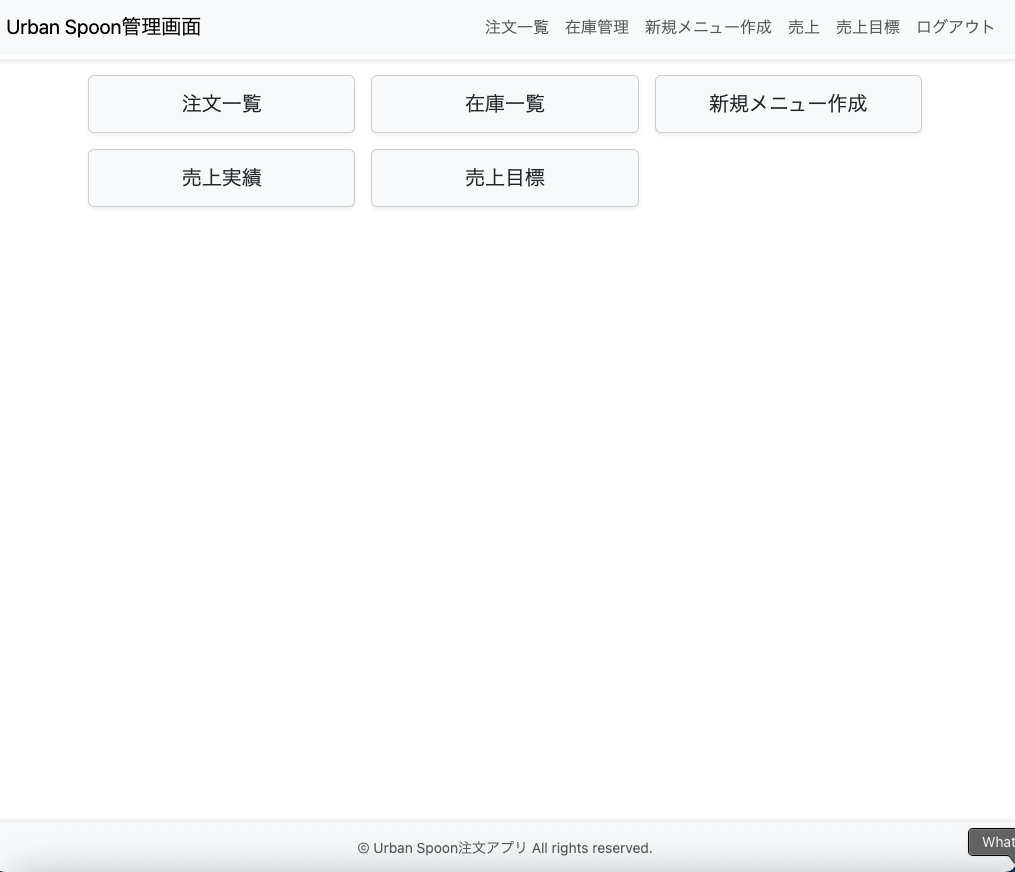 Urban Spoon管理画面
注文一覧 在庫管理 新規メニュー作成 売上 売上目標 ログアウト
注文一覧
在庫一覧
新規メニュー作成
売上実績
売上目標
© Urban Spoon注文アプリ All rights reserved.
What